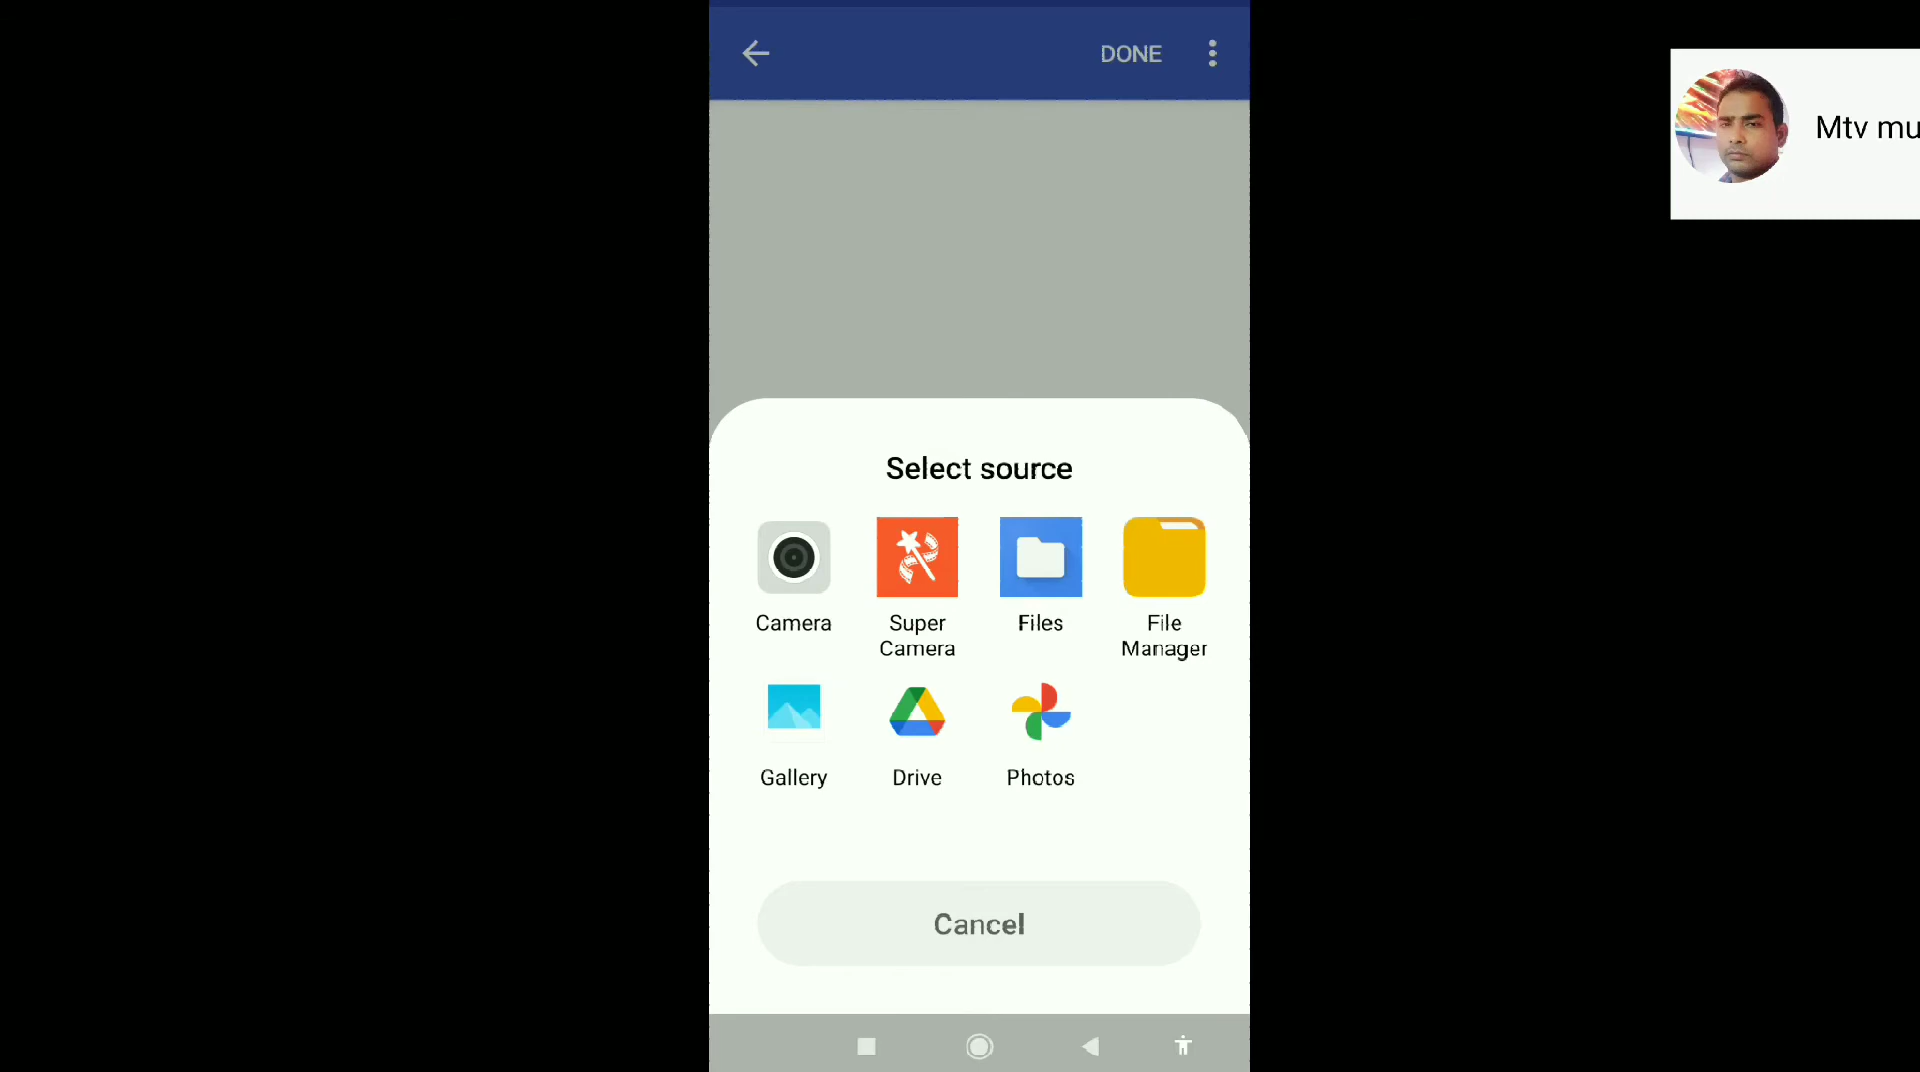 DONE
Mtv mu
Select source
Camera
Super
Camera
Files
File
Manager
Gallery
Drive
Photos
Cancel